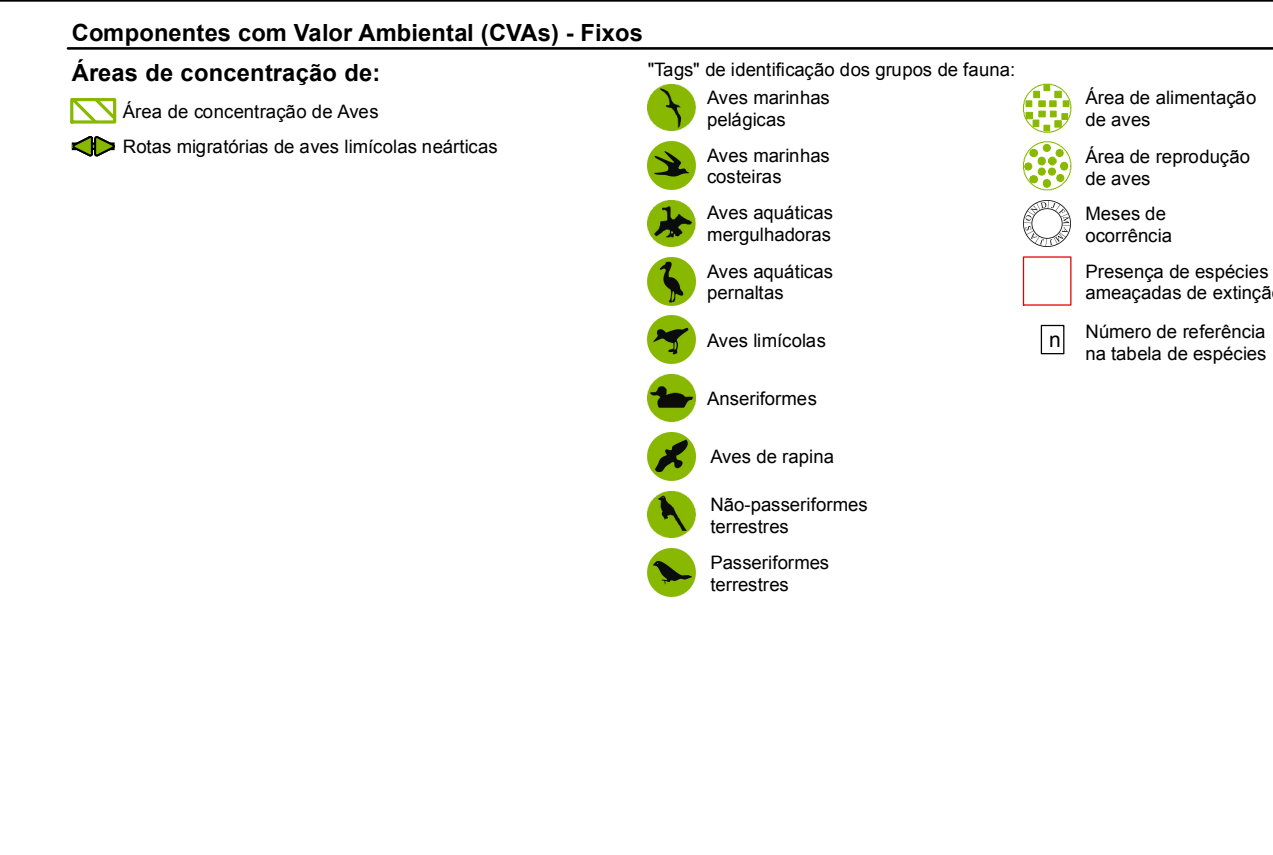 Componentes com Valor Ambiental (CVAs) - Fixos
Áreas de concentração de:
Área de concentração de Aves
Rotas migratórias de aves limícolas neárticas
"Tags" de identificação dos grupos de fauna:
Aves marinhas
pelágicas
Aves marinhas
costeiras
Aves aquáticas
mergulhadoras
Aves aquáticas
pernaltas
Aves limícolas
Anseriformes
Aves de rapina
Não-passeriformes
terrestres
Passeriformes
terrestres
Área de alimentação
de aves
Área de reprodução
de aves
J F M A M J J A S O N D
Meses de
ocorrência
Presença de espécies
ameaçadas de
n
Número de referência
na tabela de espécies